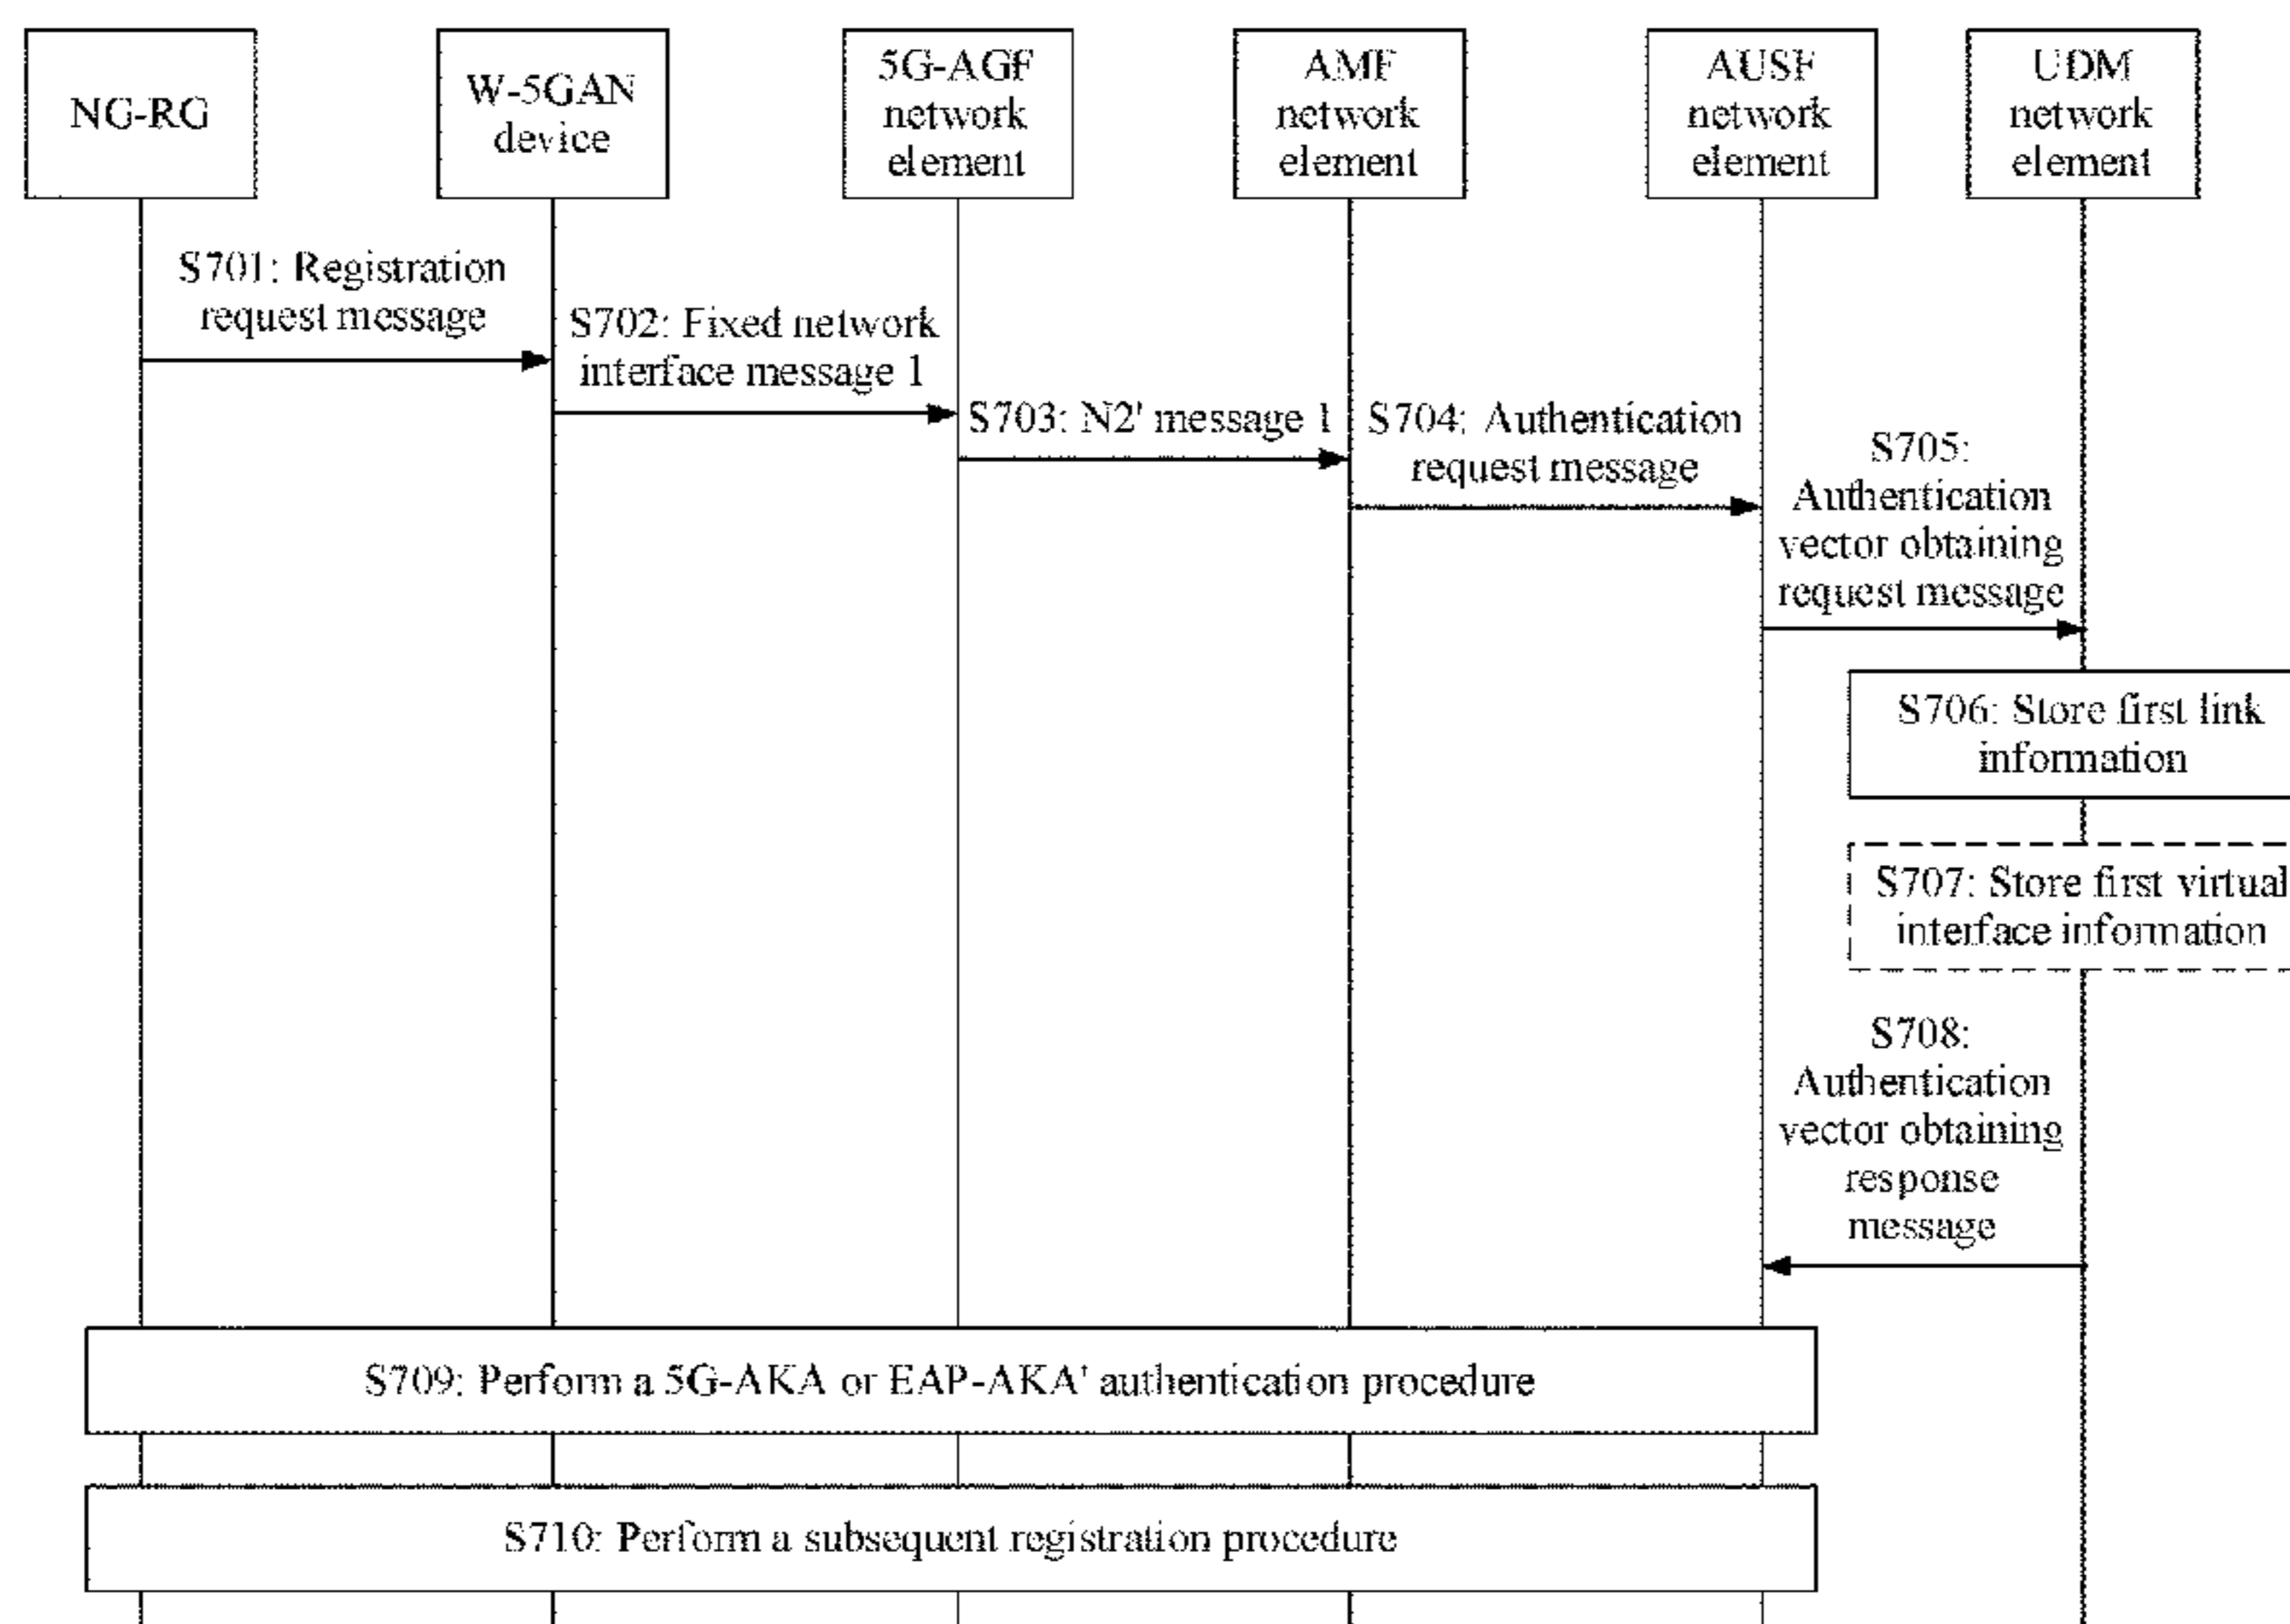 NG-RG
W-5GAN
device
5G-AGF
network
element
AMF
network
element
AUSF
network
element
UDM
network
element
S701: Registration
request message
S702: Fixed network
interface message 1
S703: N2' message 1
S704: Authentication
request message
S705:
Authentication
vector obtaining
request message
S706: Store first link
information
S707: Store first virtual
interface information
S708:
Authentication
vector obtaining
response
message
S709: Perform a 5G-AKA or EAP-AKA' authentication procedure
S710: Perform a subsequent registration procedure